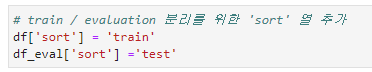 # train / evaluation 분리를 위한 'sort' 열 추가
df['sort'] = 'train'
df_eval['sort'] ='test'